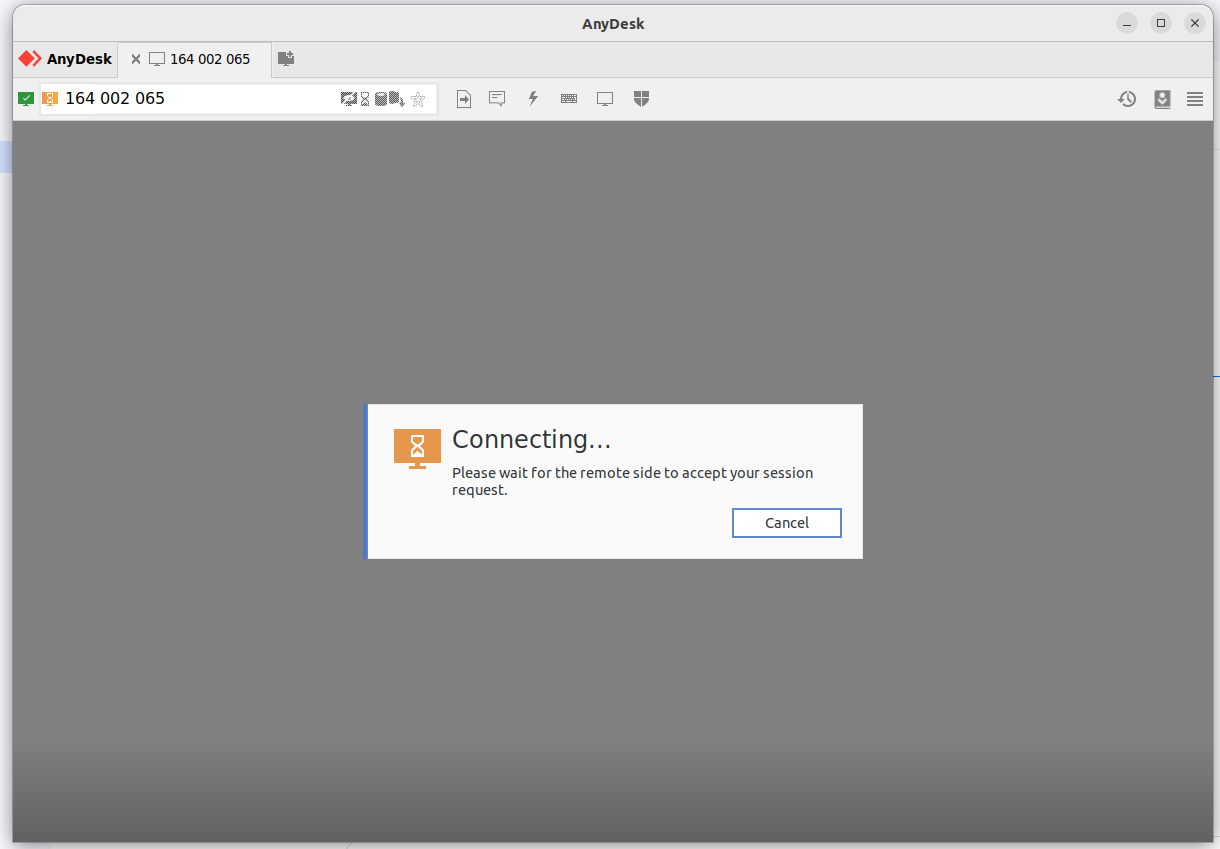 AnyDesk
AnyDesk
164 002 065
164 002 065
Connecting...
Please wait for the remote side to accept your session
request.
Cancel